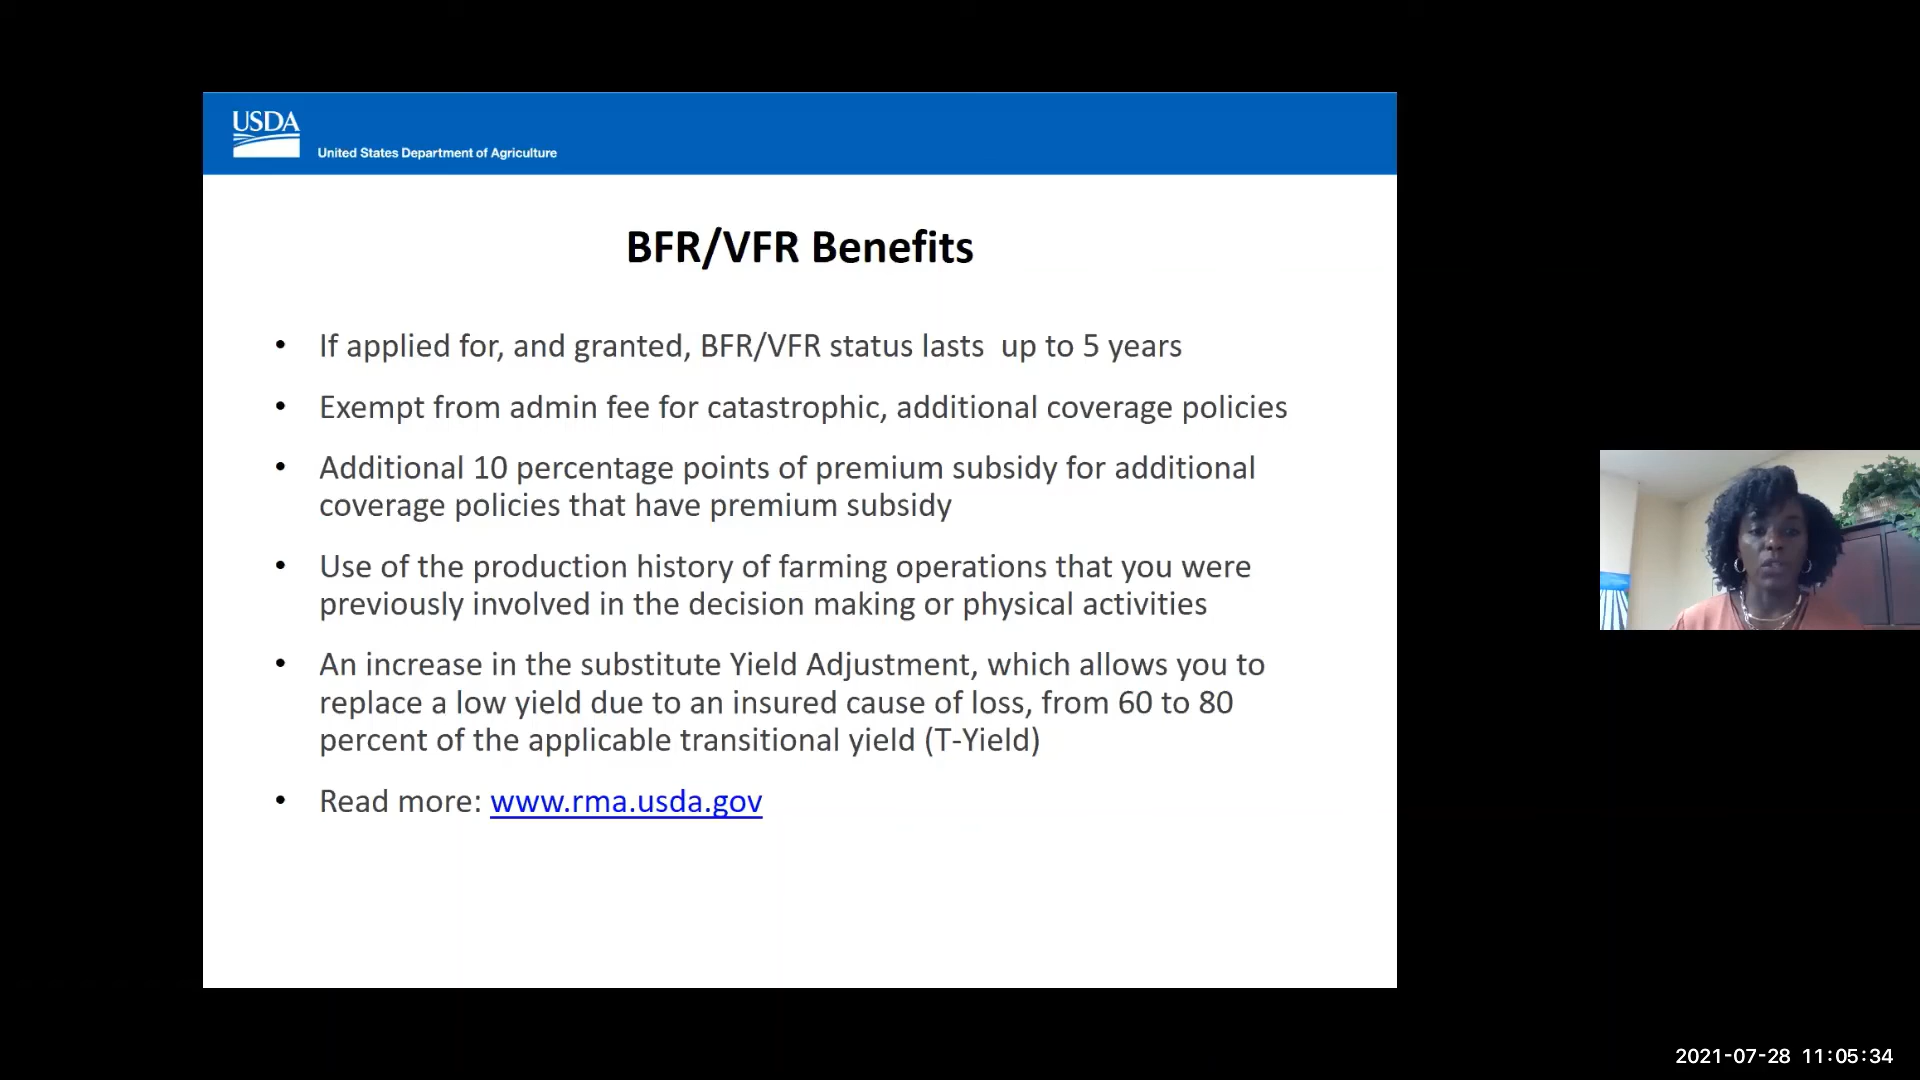 USDA
United States Department of Agriculture
BFR/VFR Benefits
• If applied for, and granted, BFR/VFR status lasts  up to 5 years
• Exempt from admin fee for catastrophic, additional coverage policies
• Additional 10 percentage points of premium subsidy for additional
coverage policies that have premium subsidy
• Use of the production history of farming operations that you were
previously involved in the decision making or physical activities
• An increase in the substitute Yield Adjustment, which allows you to
replace a low yield due to an insured cause of loss, from 60 to 80
percent of the applicable transitional yield (T-Yield)
• Read more: www.rma.usda.gov
2021-07-28 11:05:34